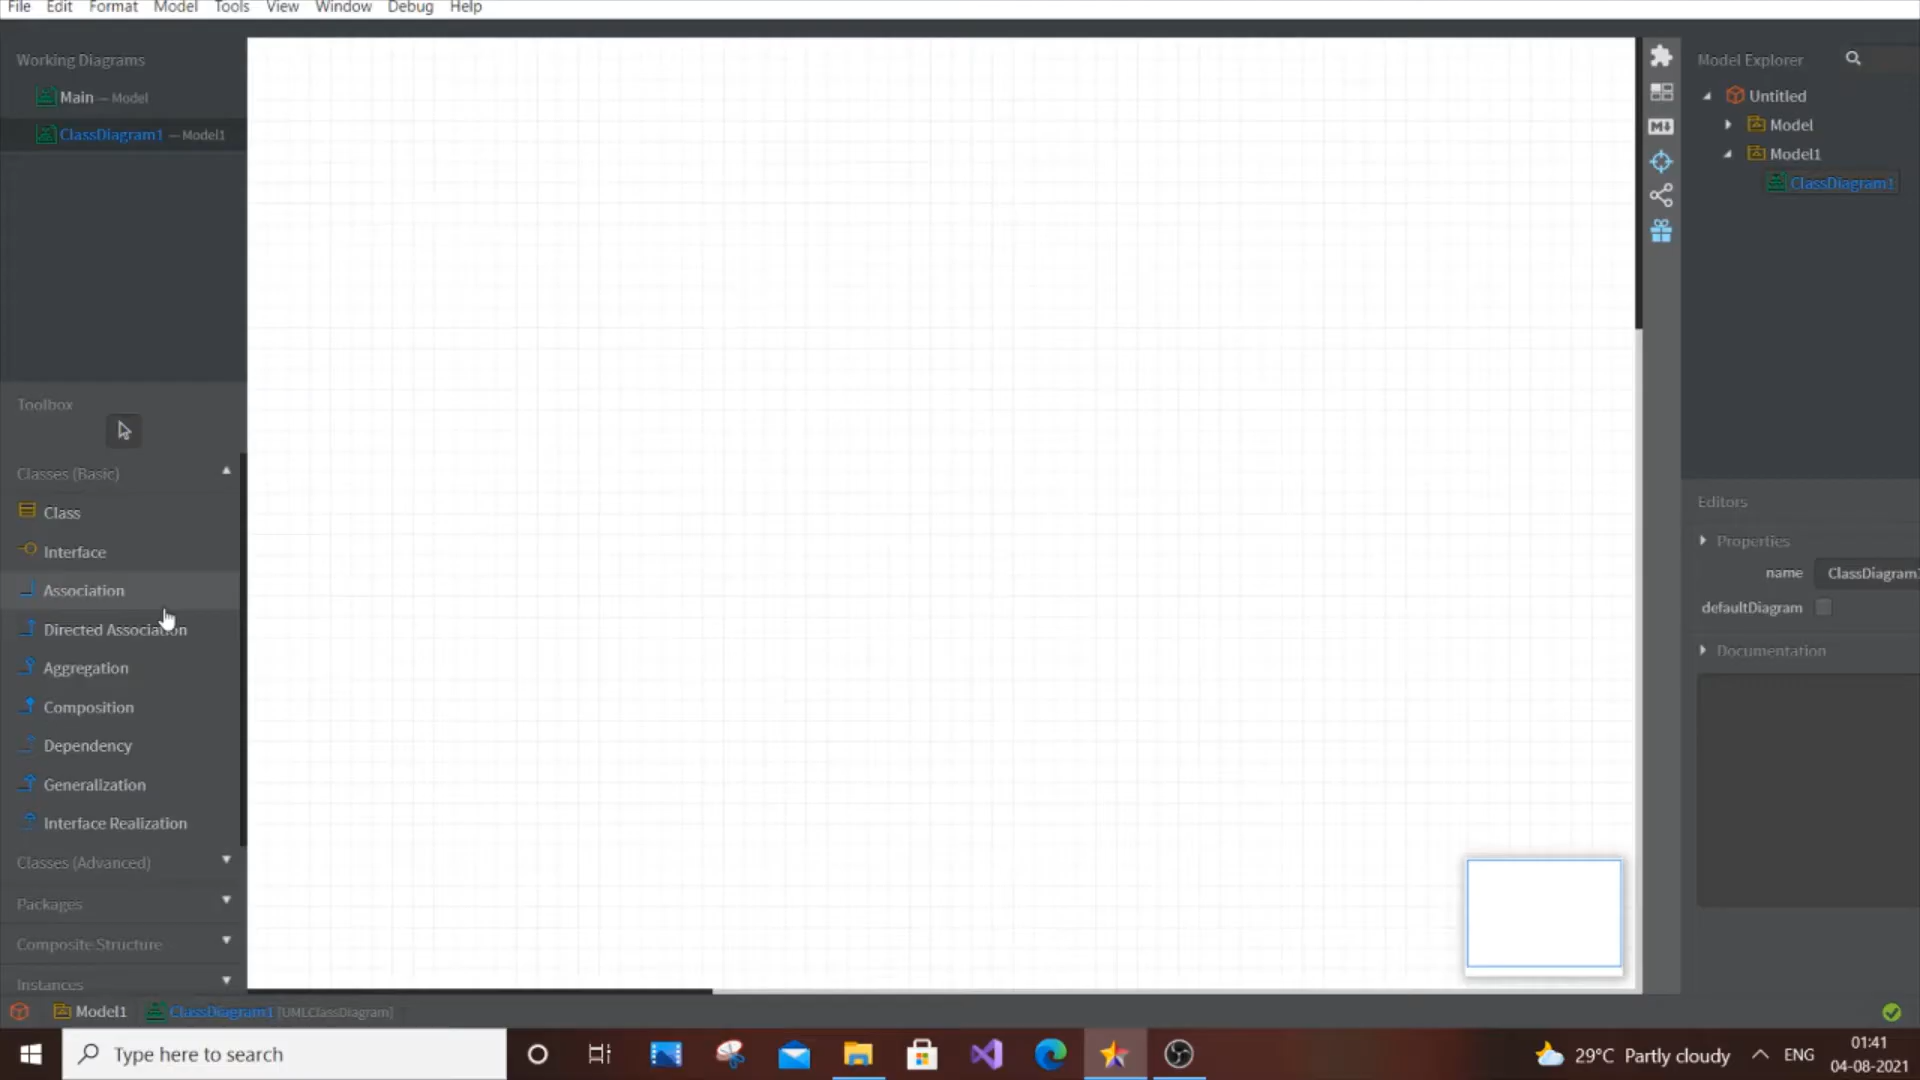 File Edit Format Model Tools View Window Debug Help
Working Diagrams
Main — Model
ClassDiagram1 — Model1
Toolbox
Classes (Basic)
Class
Interface
Association
Directed Association
Aggregation
Composition
Dependency
Generalization
Interface Realization
Classes (Advanced)
Packages
Composite Structure
Instances
M
Model Explorer
Untitled
Model
Model1
ClassDiagram1
Editors
Properties
name ClassDiagram1
defaultDiagram
Documentation
Model1 ClassDiagram1 [UMLClassDiagram]
Type here to search
29°C Partly cloudy
ENG
01:41
04-08-2021